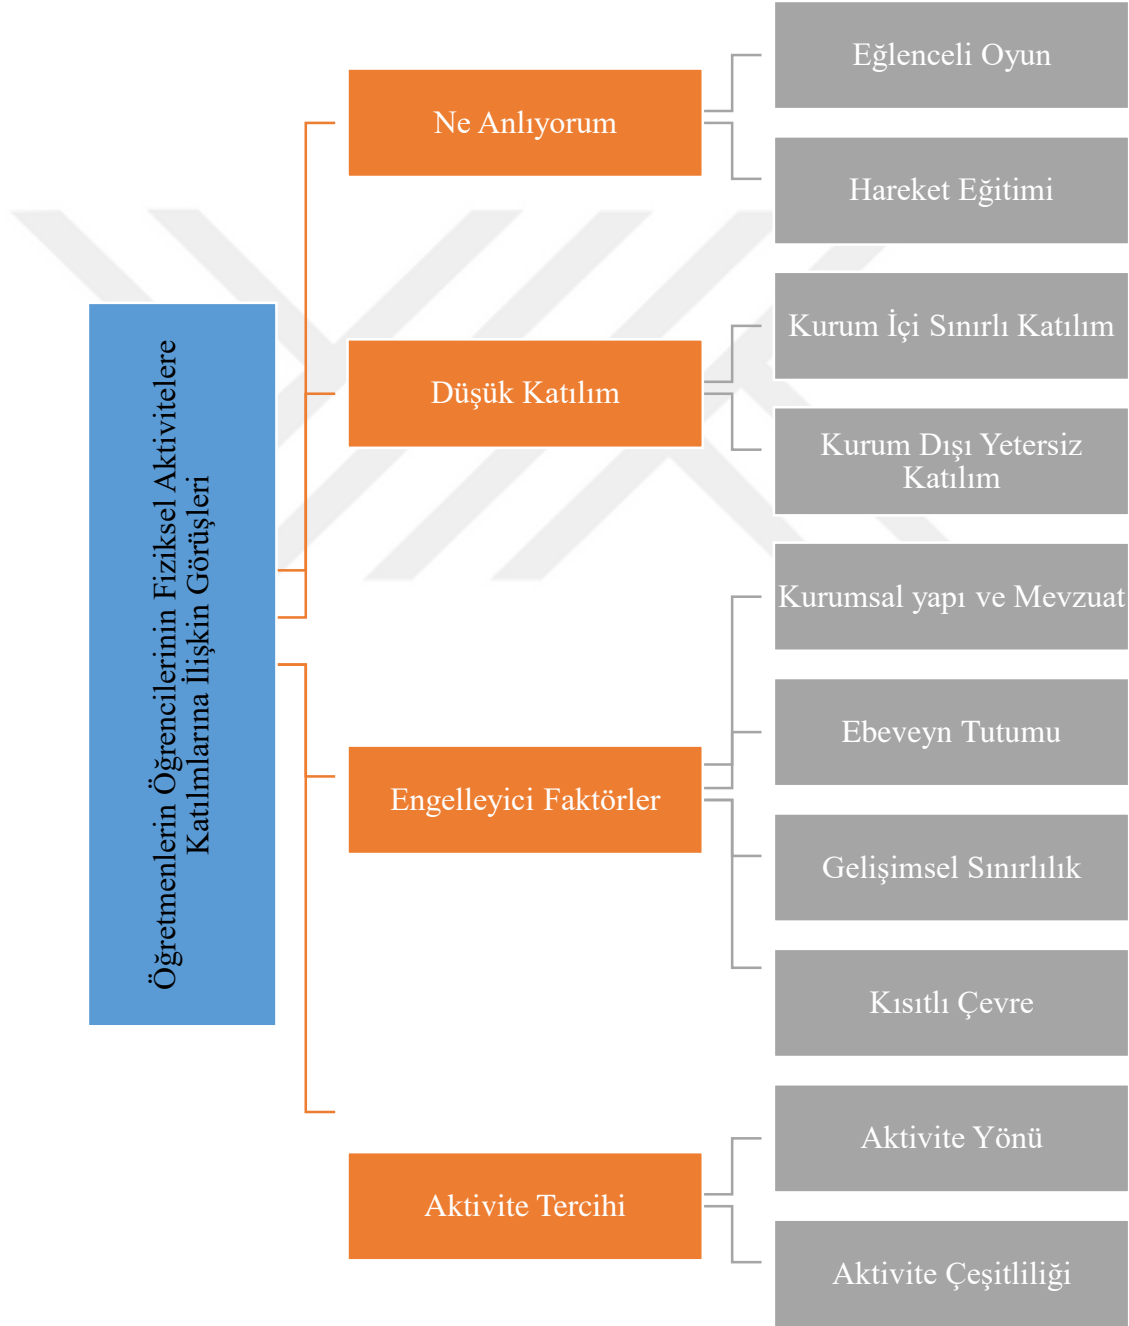 Öğretmenlerin Öğrencilerinin Fiziksel Aktivitelere
Katılmlarına İlişkin Görüşleri
Ne Anlıyorum
Eğlenceli Oyun
Hareket Eğitimi
Düşük Katılım
Kurum İçi Sınırlı Katılım
Kurum Dışı Yetersiz
Katılım
Engelleyici Faktörler
Kurumsal yapı ve Mevzuat
Ebeveyn Tutumu
Gelişimsel Sınırlılık
Kısıtlı Çevre
Aktivite Tercihi
Aktivite Yönü
Aktivite Çeşitliliği